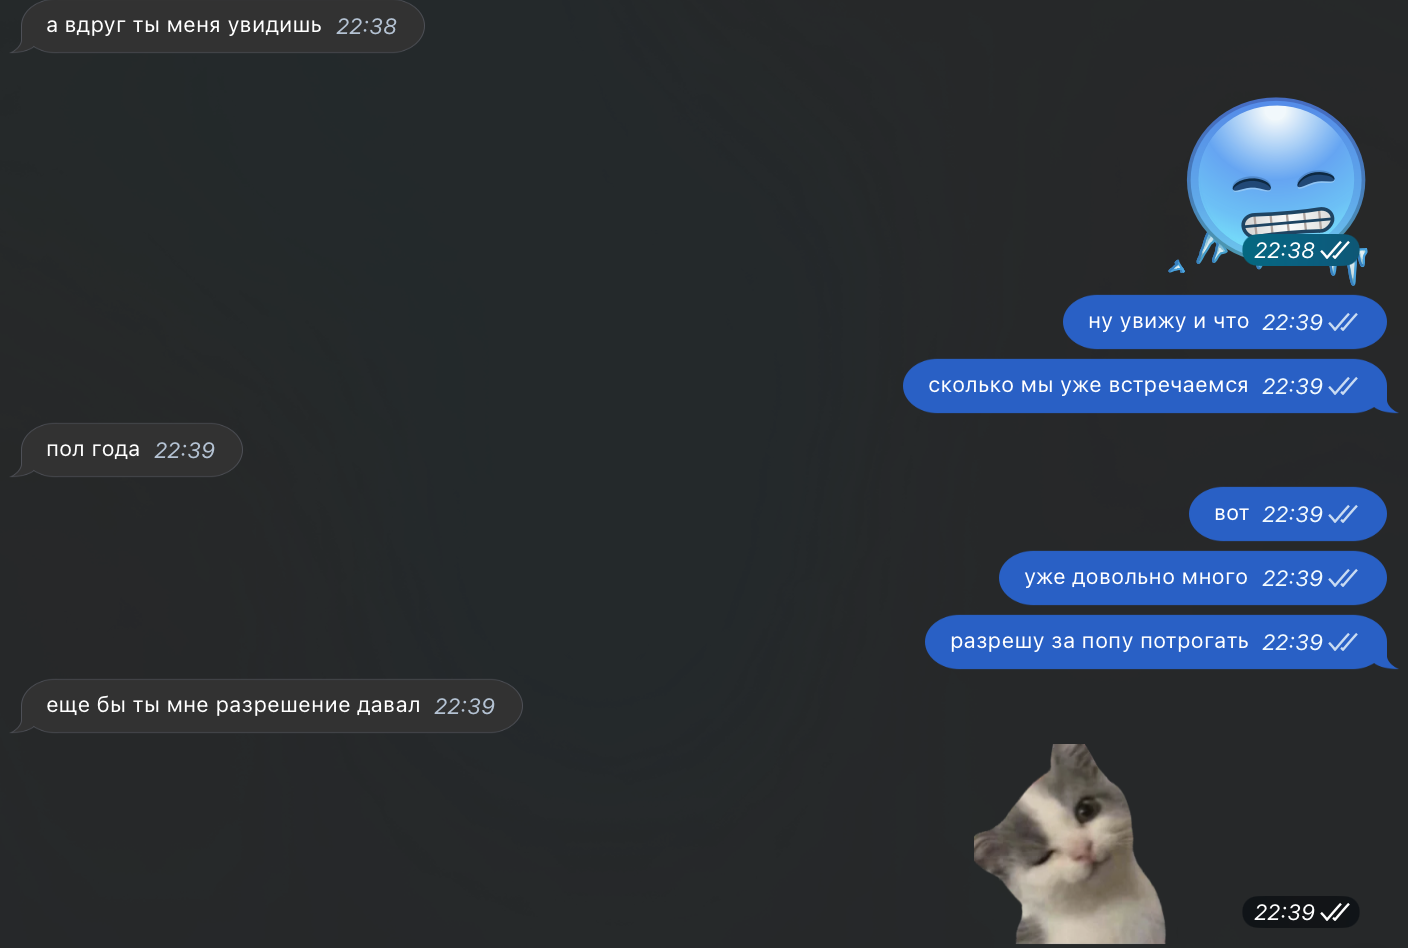 а вдруг ты меня увидишь 22:38
22:38
ну увижу и что 22:39
сколько мы уже встречаемся 22:39
пол года 22:39
вот 22:39
уже довольно много 22:39
разрешу за попу потрогать 22:39
еще бы ты мне разрешение давал 22:39
22:39